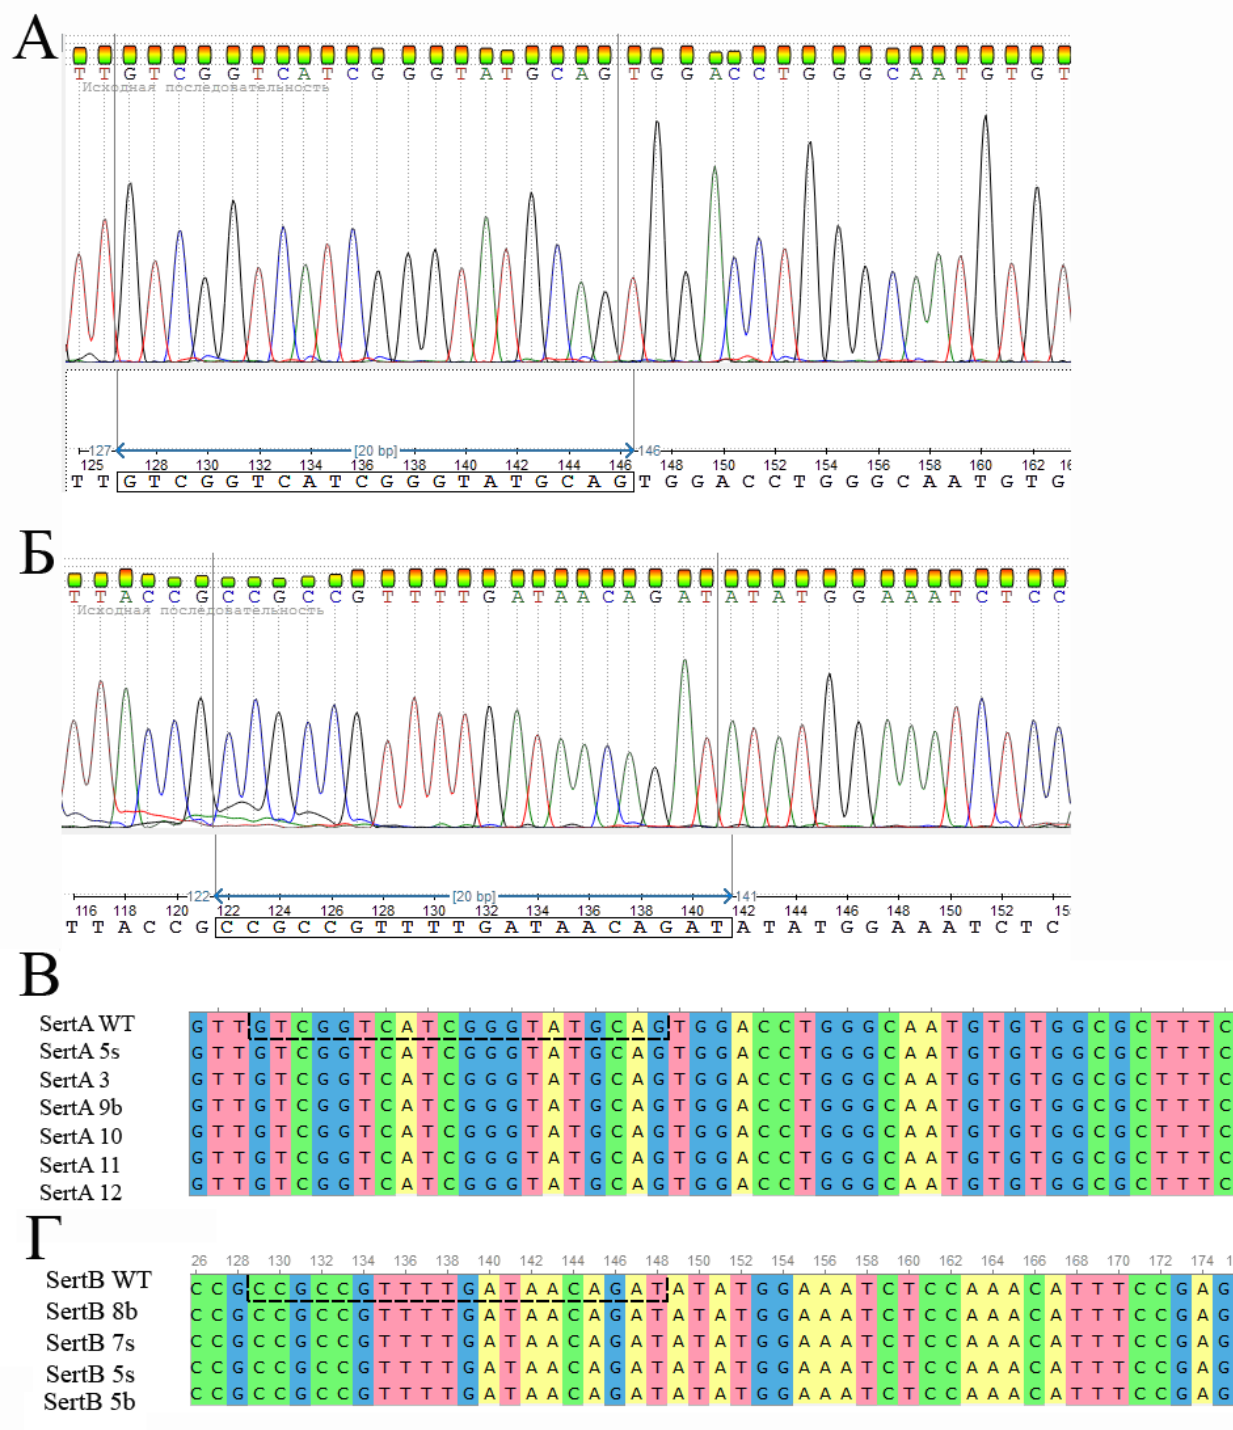 А
T T G T C G G T C A T C G G G T A T G C A G T G G A C C T G G G C A A T G T G T
Исходная последовательность
127 [20 bp] 146
125 128 130 132 134 136 138 140 142 144 146 148 150 152 154 156 158 160 162 16
T T G T C G G T C A T C G G G T A T G C A G T G G A C C T G G G C A A T G T G
Б
T T A C C G C C G C C G T T T T G A T A A C A G A T A T A T G G A A A T C T C C
Исходная последовательность
122 [20 bp] 141
116 118 120 122 124 126 128 130 132 134 136 138 140 142 144 146 148 150 152 15
T T A C C G C C G C C G T T T T G A T A A C A G A T A T A T G G A A A T C T C
В
SertA WT G T T G T C G G T C A T C G G G T A T G C A G T G G A C C T G G G C A A T G T G T G G C G C T T T C
SertA 5s G T T G T C G G T C A T C G G G T A T G C A G T G G A C C T G G G C A A T G T G T G G C G C T T T C
SertA 3 G T T G T C G G T C A T C G G G T A T G C A G T G G A C C T G G G C A A T G T G T G G C G C T T T C
SertA 9b G T T G T C G G T C A T C G G G T A T G C A G T G G A C C T G G G C A A T G T G T G G C G C T T T C
SertA 10 G T T G T C G G T C A T C G G G T A T G C A G T G G A C C T G G G C A A T G T G T G G C G C T T T C
SertA 11 G T T G T C G G T C A T C G G G T A T G C A G T G G A C C T G G G C A A T G T G T G G C G C T T T C
SertA 12 G T T G T C G G T C A T C G G G T A T G C A G T G G A C C T G G G C A A T G T G T G G C G C T T T C
Г
26 128 130 132 134 136 138 140 142 144 146 148 150 152 154 156 158 160 162 164 166 168 170 172 174 1
SertB WT C C G C C G C C G T T T T G A T A A C A G A T A T A T G G A A A T C T C C A A A C A T T T C C G A G
SertB 8b C C G C C G C C G T T T T G A T A A C A G A T A T A T G G A A A T C T C C A A A C A T T T C C G A G
SertB 7s C C G C C G C C G T T T T G A T A A C A G A T A T A T G G A A A T C T C C A A A C A T T T C C G A G
SertB 5s C C G C C G C C G T T T T G A T A A C A G A T A T A T G G A A A T C T C C A A A C A T T T C C G A G
SertB 5b C C G C C G C C G T T T T G A T A A C A G A T A T A T G G A A A T C T C C A A A C A T T T C C G A G